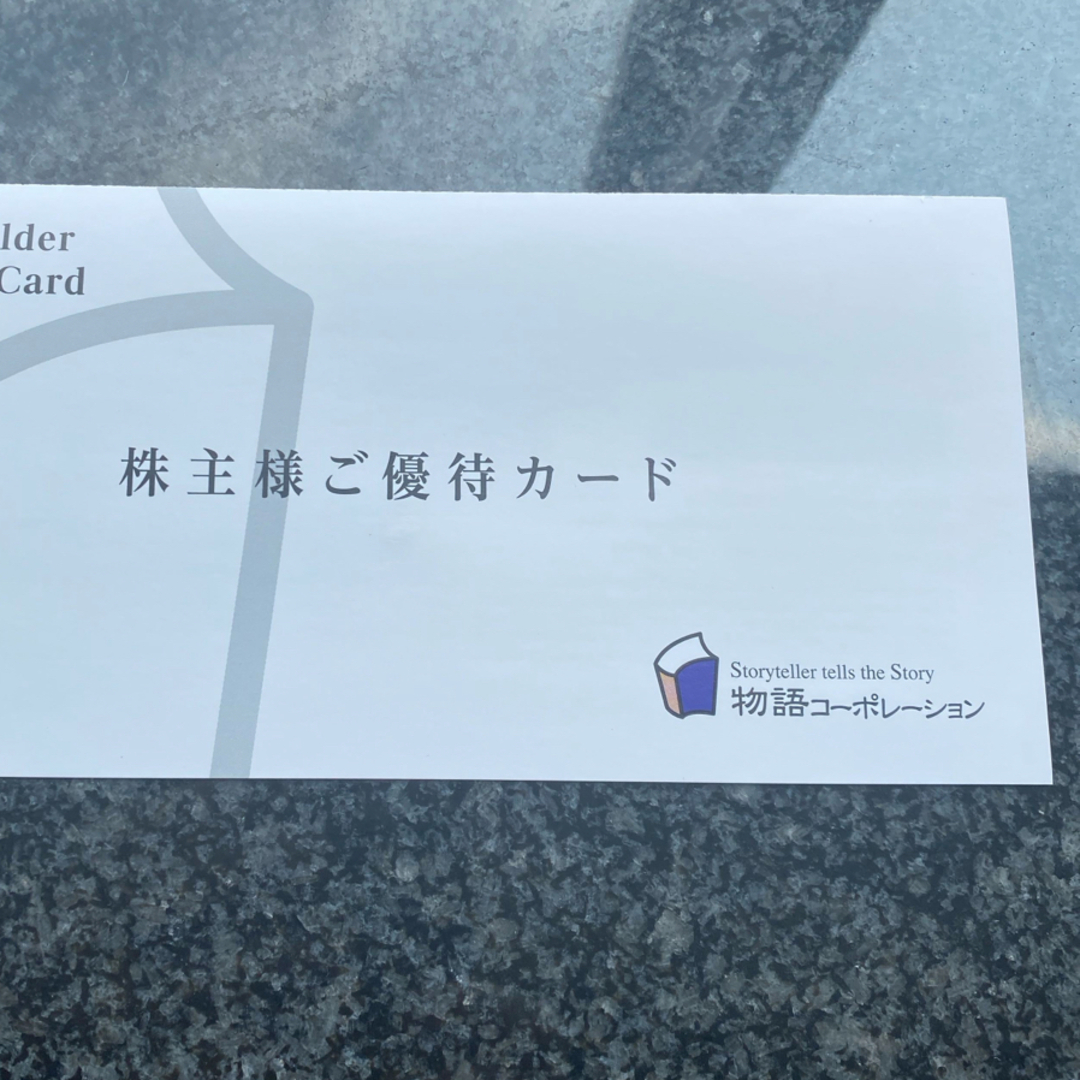 lder
Card
株主様ご優待カード
Storyteller tells the Story
物語コーポレーション